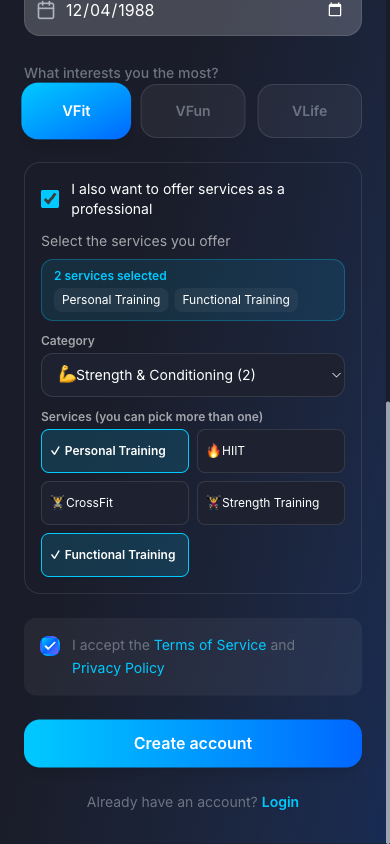 12/04/1988
What interests you the most?
VFit VFun VLife
I also want to offer services as a
professional
Select the services you offer
2 services selected
Personal Training Functional Training
Category
💪Strength & Conditioning (2)
Services (you can pick more than one)
✓ Personal Training 🔥HIIT
🏋️CrossFit 🏋️‍♀️Strength Training
✓ Functional Training
I accept the Terms of Service and
Privacy Policy
Create account
Already have an account? Login